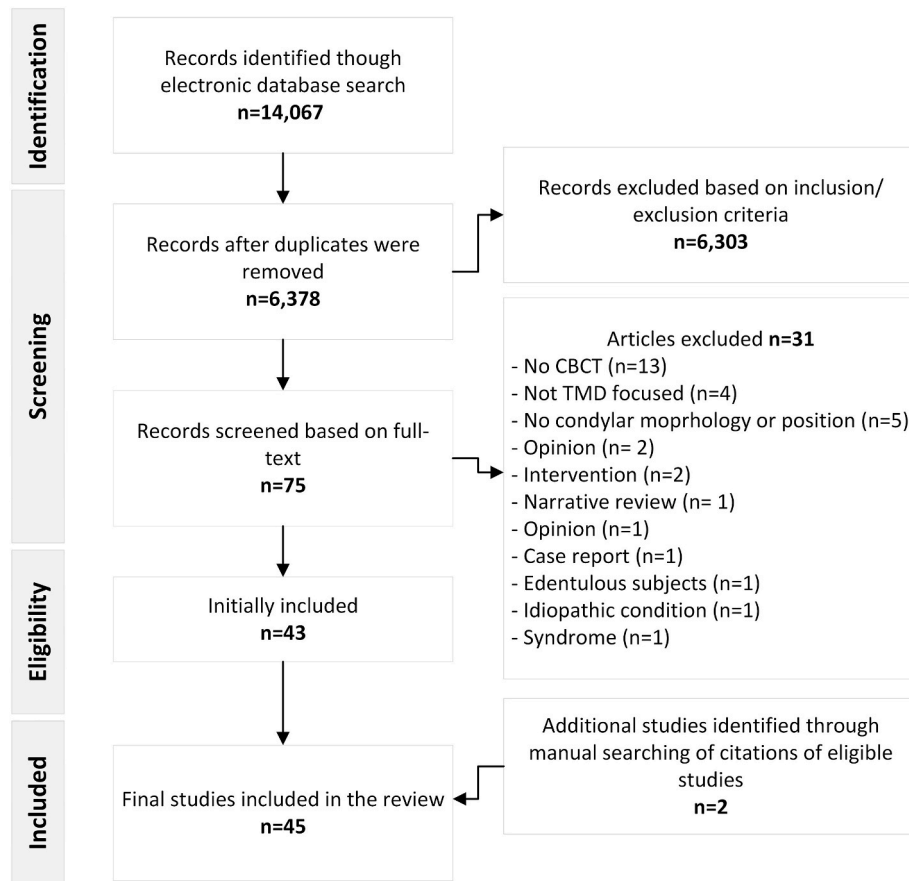 Identification
Records identified though
electronic database search
n=14,067
Screening
Records after duplicates were
removed
n=6,378
Records excluded based on inclusion/
exclusion criteria
n=6,303
Records screened based on full-
text
n=75
Articles excluded n=31
- No CBCT (n=13)
- Not TMD focused (n=4)
- No condylar moprhology or position (n=5)
- Opinion (n= 2)
- Intervention (n=2)
- Narrative review (n= 1)
- Opinion (n=1)
- Case report (n=1)
- Edentulous subjects (n=1)
- Idiopathic condition (n=1)
- Syndrome (n=1)
Eligibility
Initially included
n=43
Included
Additional studies identified through
manual searching of citations of eligible
studies
n=2
Final studies included in the review
n=45